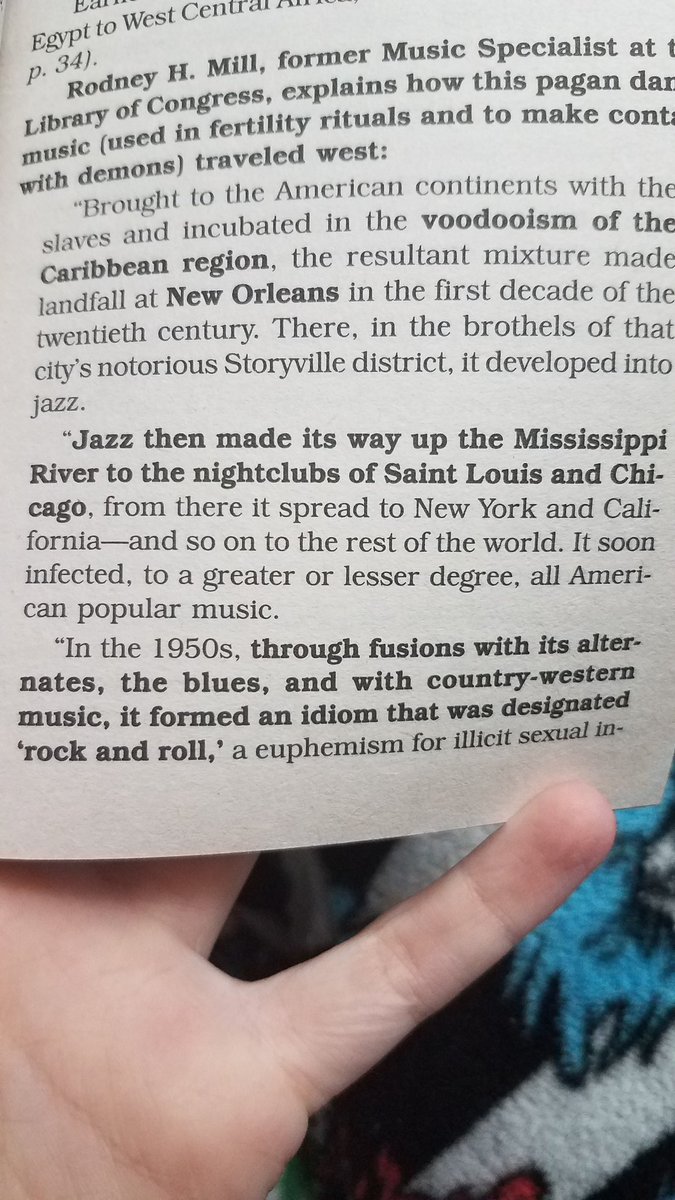 Egypt to West Central
p. 34).
Rodney H. Mill, former Music Specialist at
Library of Congress, explains how this pagan
music (used in fertility rituals and to make
with demons) traveled west:
“Brought to the American continents with the
slaves and incubated in the voodooism of the
Caribbean region, the resultant mixture made
landfall at New Orleans in the first decade of the
twentieth century. There, in the brothels of that
city’s notorious Storyville district, it developed into
jazz.
“Jazz then made its way up the Mississippi
River to the nightclubs of Saint Louis and Chi-
cago, from there it spread to New York and Cali-
fornia—and so on to the rest of the world. It soon
infected, to a greater or lesser degree, all Ameri-
can popular music.
“In the 1950s, through fusions with its alter-
nates, the blues, and with country-western
music, it formed an idiom that was designated
‘rock and roll,’ a euphemism for illicit sexual in-